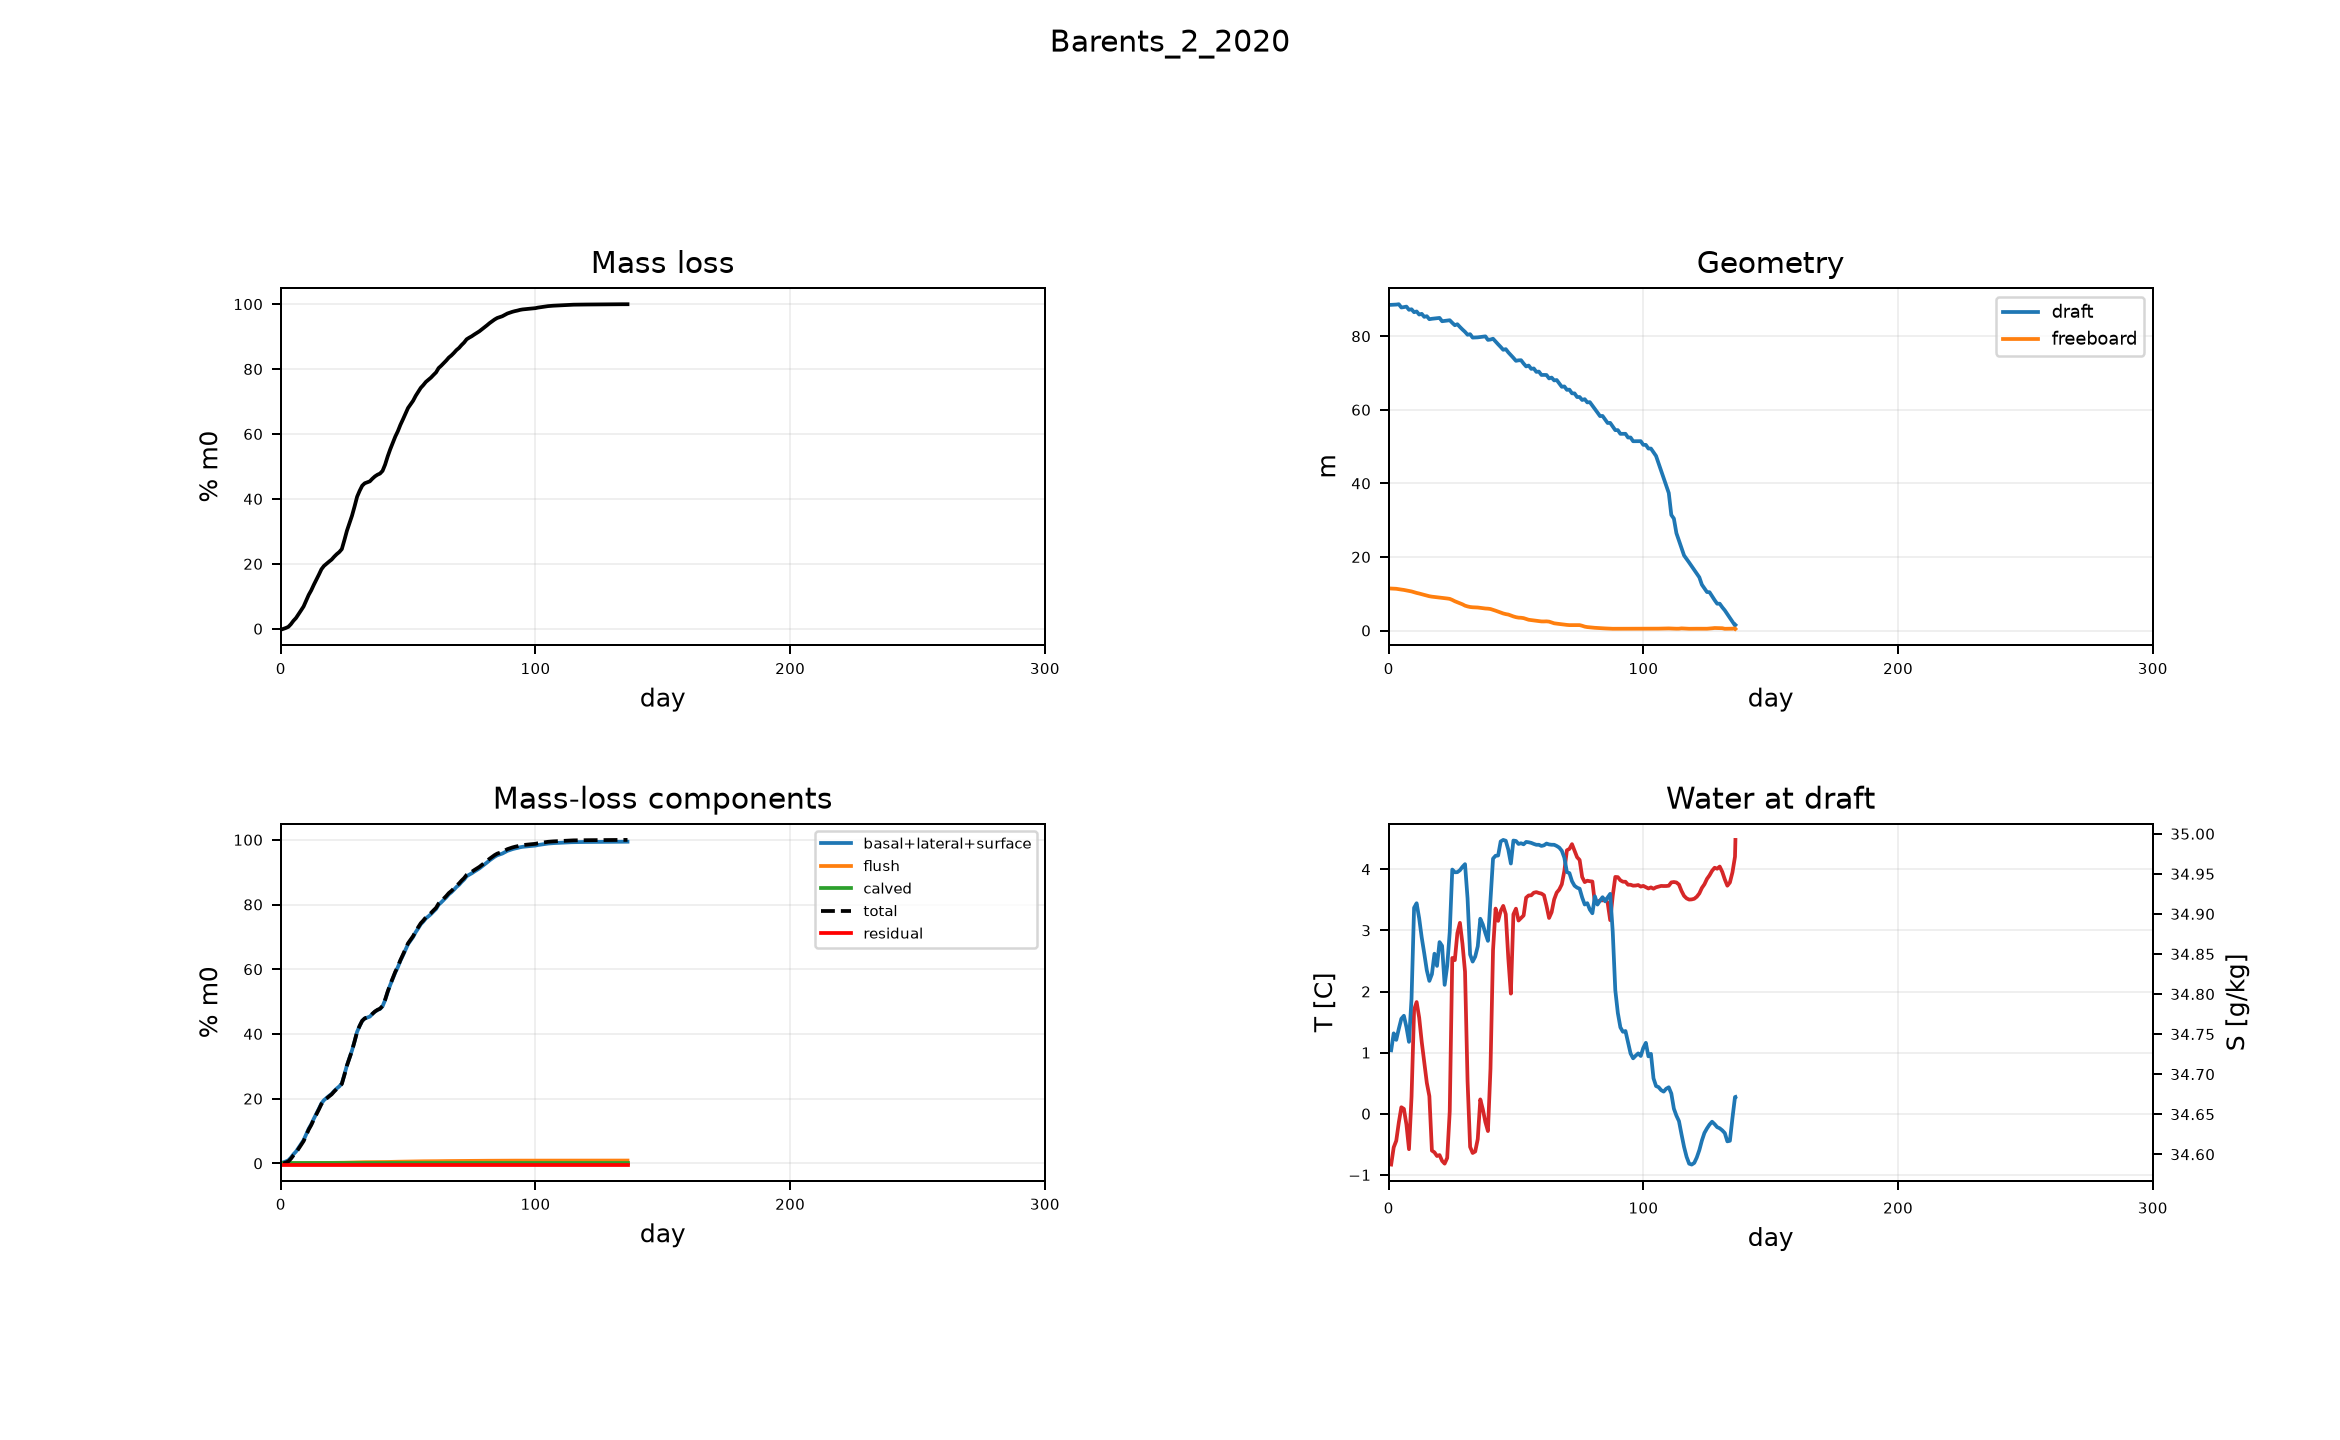 Barents_2_2020
Mass loss
% m0
100
80
60
40
20
0
0 100 200 300
day
Geometry
m
80
60
40
20
0
draft
freeboard
0 100 200 300
day
Mass-loss components
% m0
100
80
60
40
20
0
basal+lateral+surface
flush
calved
total
residual
0 100 200 300
day
Water at draft
T [C]
4
3
2
1
0
−1
35.00
34.95
34.90
34.85
34.80
34.75
34.70
34.65
34.60
S [g/kg]
0 100 200 300
day